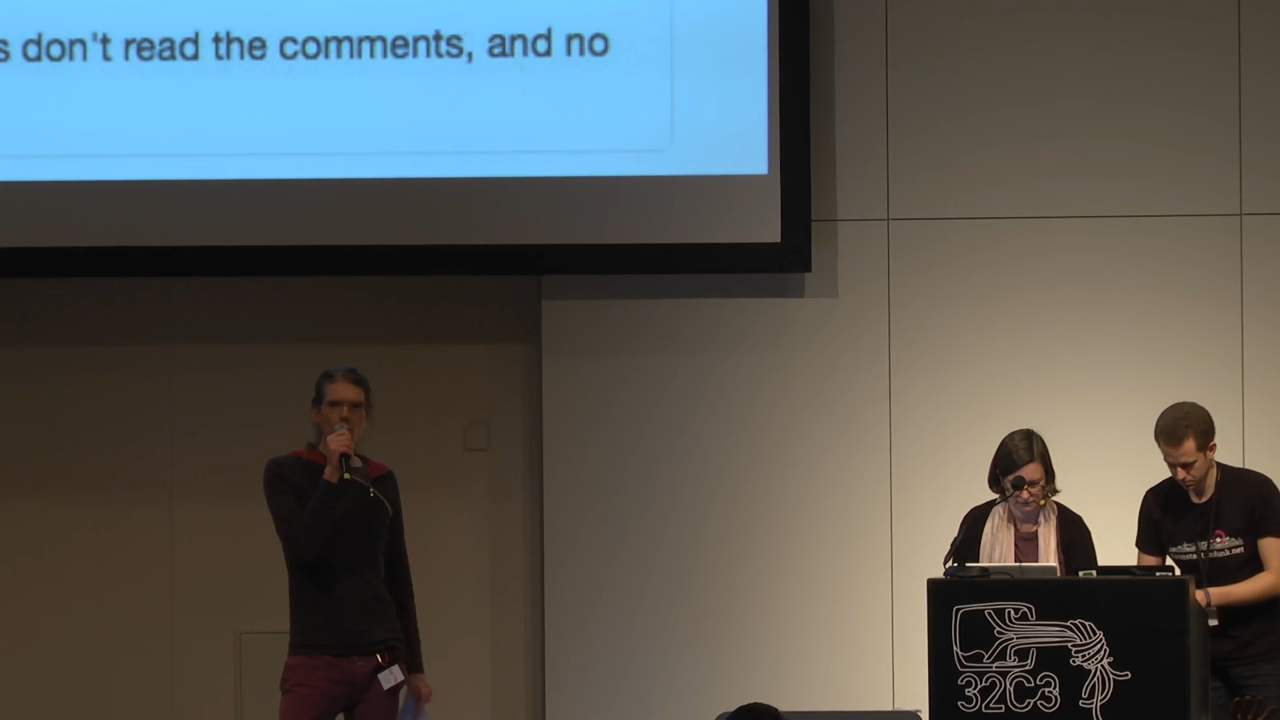 s don't read the comments, and no
32C3